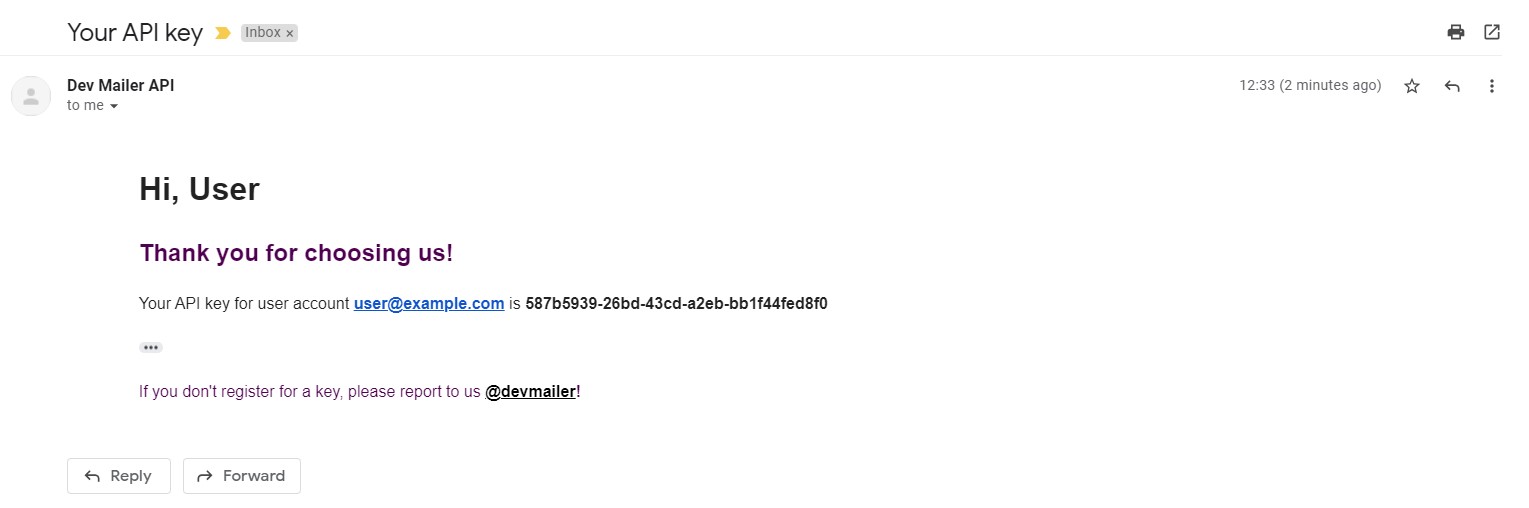 Your API key Inbox ×
Dev Mailer API 12:33 (2 minutes ago)
to me
Hi, User
Thank you for choosing us!
Your API key for user account user@example.com is 587b5939-26bd-43cd-a2eb-bb1f44fed8f0
•••
If you don't register for a key, please report to us @devmailer!
Reply Forward